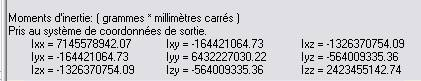 Moments d'inertie: ( grammes * millimètres carrés )
Pris au système de coordonnées de sortie.
Ixx = 7145578942.07 Ixy = -164421064.73 Ixz = -1326370754.09
Iyx = -164421064.73 Iyy = 6432227030.22 Iyz = -564009335.36
Izx = -1326370754.09 Izy = -564009335.36 Izz = 2423455142.74